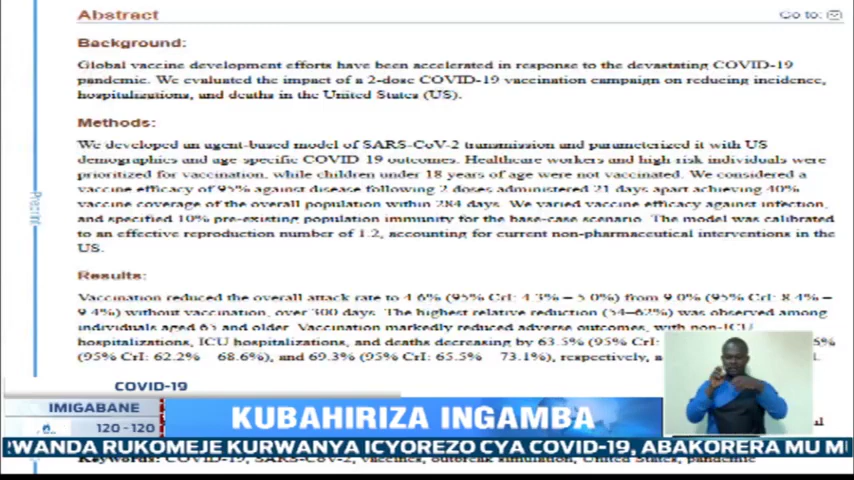 Abstract
Go to:
Background:
Global vaccine development efforts have been accelerated in response to the devastating COVID-19
pandemic. We evaluated the impact of a 2-dose COVID-19 vaccination campaign on reducing incidence,
hospitalizations, and deaths in the United States (US).
Methods:
We developed an agent-based model of SARS-CoV-2 transmission and parameterized it with US
demographics and age specific COVID 19 outcomes. Healthcare workers and high risk individuals were
prioritized for vaccination, while children under 18 years of age were not vaccinated. We considered a
vaccine efficacy of 95% against disease following 2 doses administered 21 days apart achieving 40%
vaccine coverage of the overall population within 284 days. We varied vaccine efficacy against infection,
and specified 10% pre-existing population immunity for the base-case scenario. The model was calibrated
to an effective reproduction number of 1.2, accounting for current non-pharmaceutical interventions in the
US.
Results:
Vaccination reduced the overall attack rate to 4.6% (95% CrI: 4.3% – 5.0%) from 9.0% (95% CrI: 8.4% –
9.4%) without vaccination, over 300 days. The highest relative reduction (54–62%) was observed among
individuals aged 65 and older. Vaccination markedly reduced adverse outcomes, with non-ICU
hospitalizations, ICU hospitalizations, and deaths decreasing by 63.5% (95% CrI:
(95% CrI: 62.2% – 68.6%), and 69.3% (95% CrI: 65.5% – 73.1%), respectively,
Preprint
COVID-19
IMIGABANE
120 -120
KUBAHIRIZA INGAMBA
RWANDA RUKOMEJE KURWANYA ICYOREZO CYA COVID-19, ABAKORERA MU
Keywords: COVID-19, SARS-CoV-2, vaccines, outbreak simulation, United States, pandemic